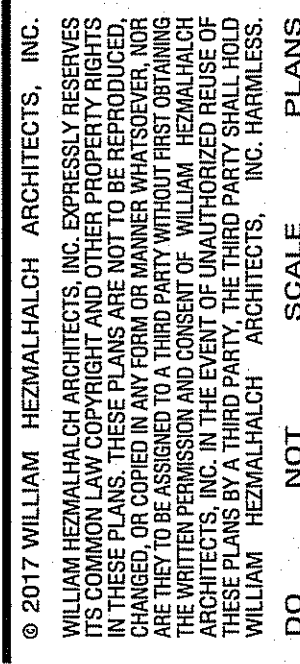 © 2017 WILLIAM HEZMALHALCH ARCHITECTS, INC.
WILLIAM HEZMALHALCH ARCHITECTS, INC. EXPRESSLY RESERVES
ITS COMMON LAW COPYRIGHT AND OTHER PROPERTY RIGHTS
IN THESE PLANS. THESE PLANS ARE NOT TO BE REPRODUCED,
CHANGED, OR COPIED IN ANY FORM OR MANNER WHATSOEVER, NOR
ARE THEY TO BE ASSIGNED TO A THIRD PARTY WITHOUT FIRST OBTAINING
THE WRITTEN PERMISSION AND CONSENT OF WILLIAM HEZMALHALCH
ARCHITECTS, INC. IN THE EVENT OF UNAUTHORIZED REUSE OF
THESE PLANS BY A THIRD PARTY, THE THIRD PARTY SHALL HOLD
WILLIAM HEZMALHALCH ARCHITECTS, INC. HARMLESS.
DO NOT SCALE PLANS